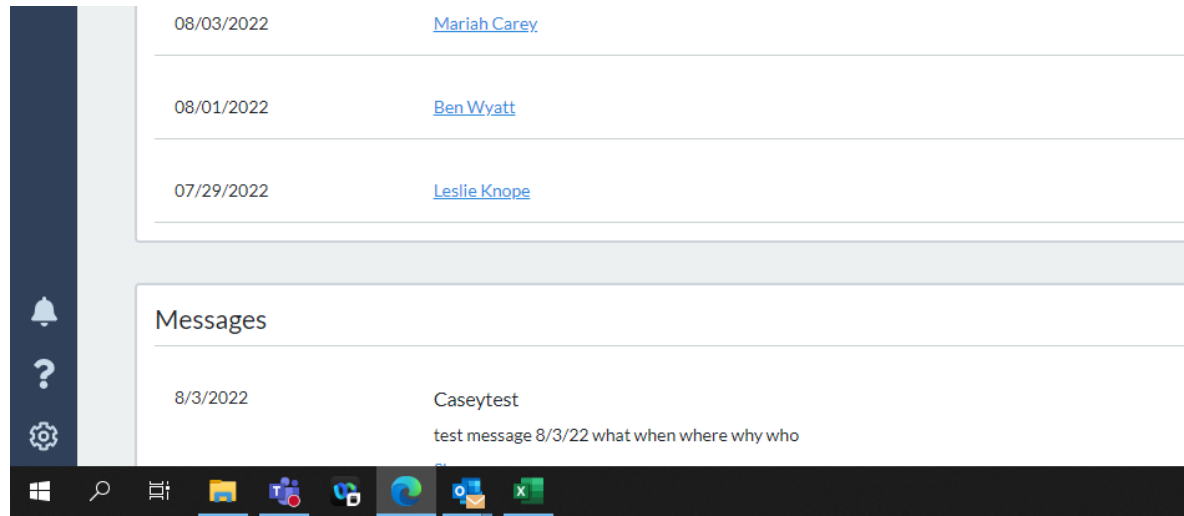 08/03/2022 Mariah Carey
08/01/2022 Ben Wyatt
07/29/2022 Leslie Knope
Messages
8/3/2022 Caseytest
test message 8/3/22 what when where why who